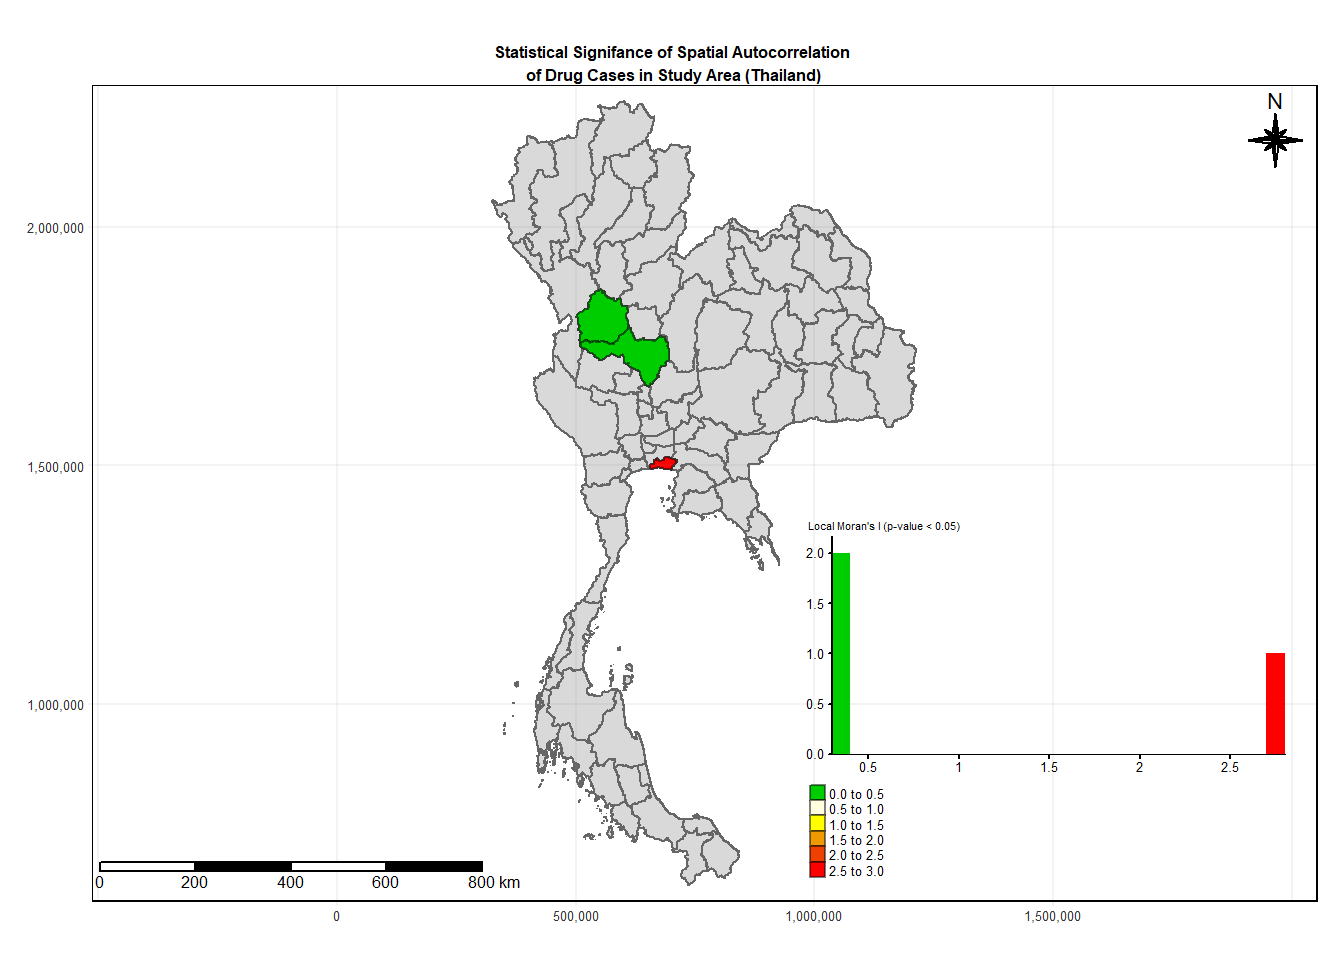 Statistical Signifance of Spatial Autocorrelation
of Drug Cases in Study Area (Thailand)
N
2,000,000
1,500,000
1,000,000
Local Moran's I (p-value < 0.05)
2.0
1.5
1.0
0.5
0.0
0.5
1
1.5
2
2.5
0.0 to 0.5
0.5 to 1.0
1.0 to 1.5
1.5 to 2.0
2.0 to 2.5
2.5 to 3.0
0 200 400 600 800 km
0
500,000
1,000,000
1,500,000